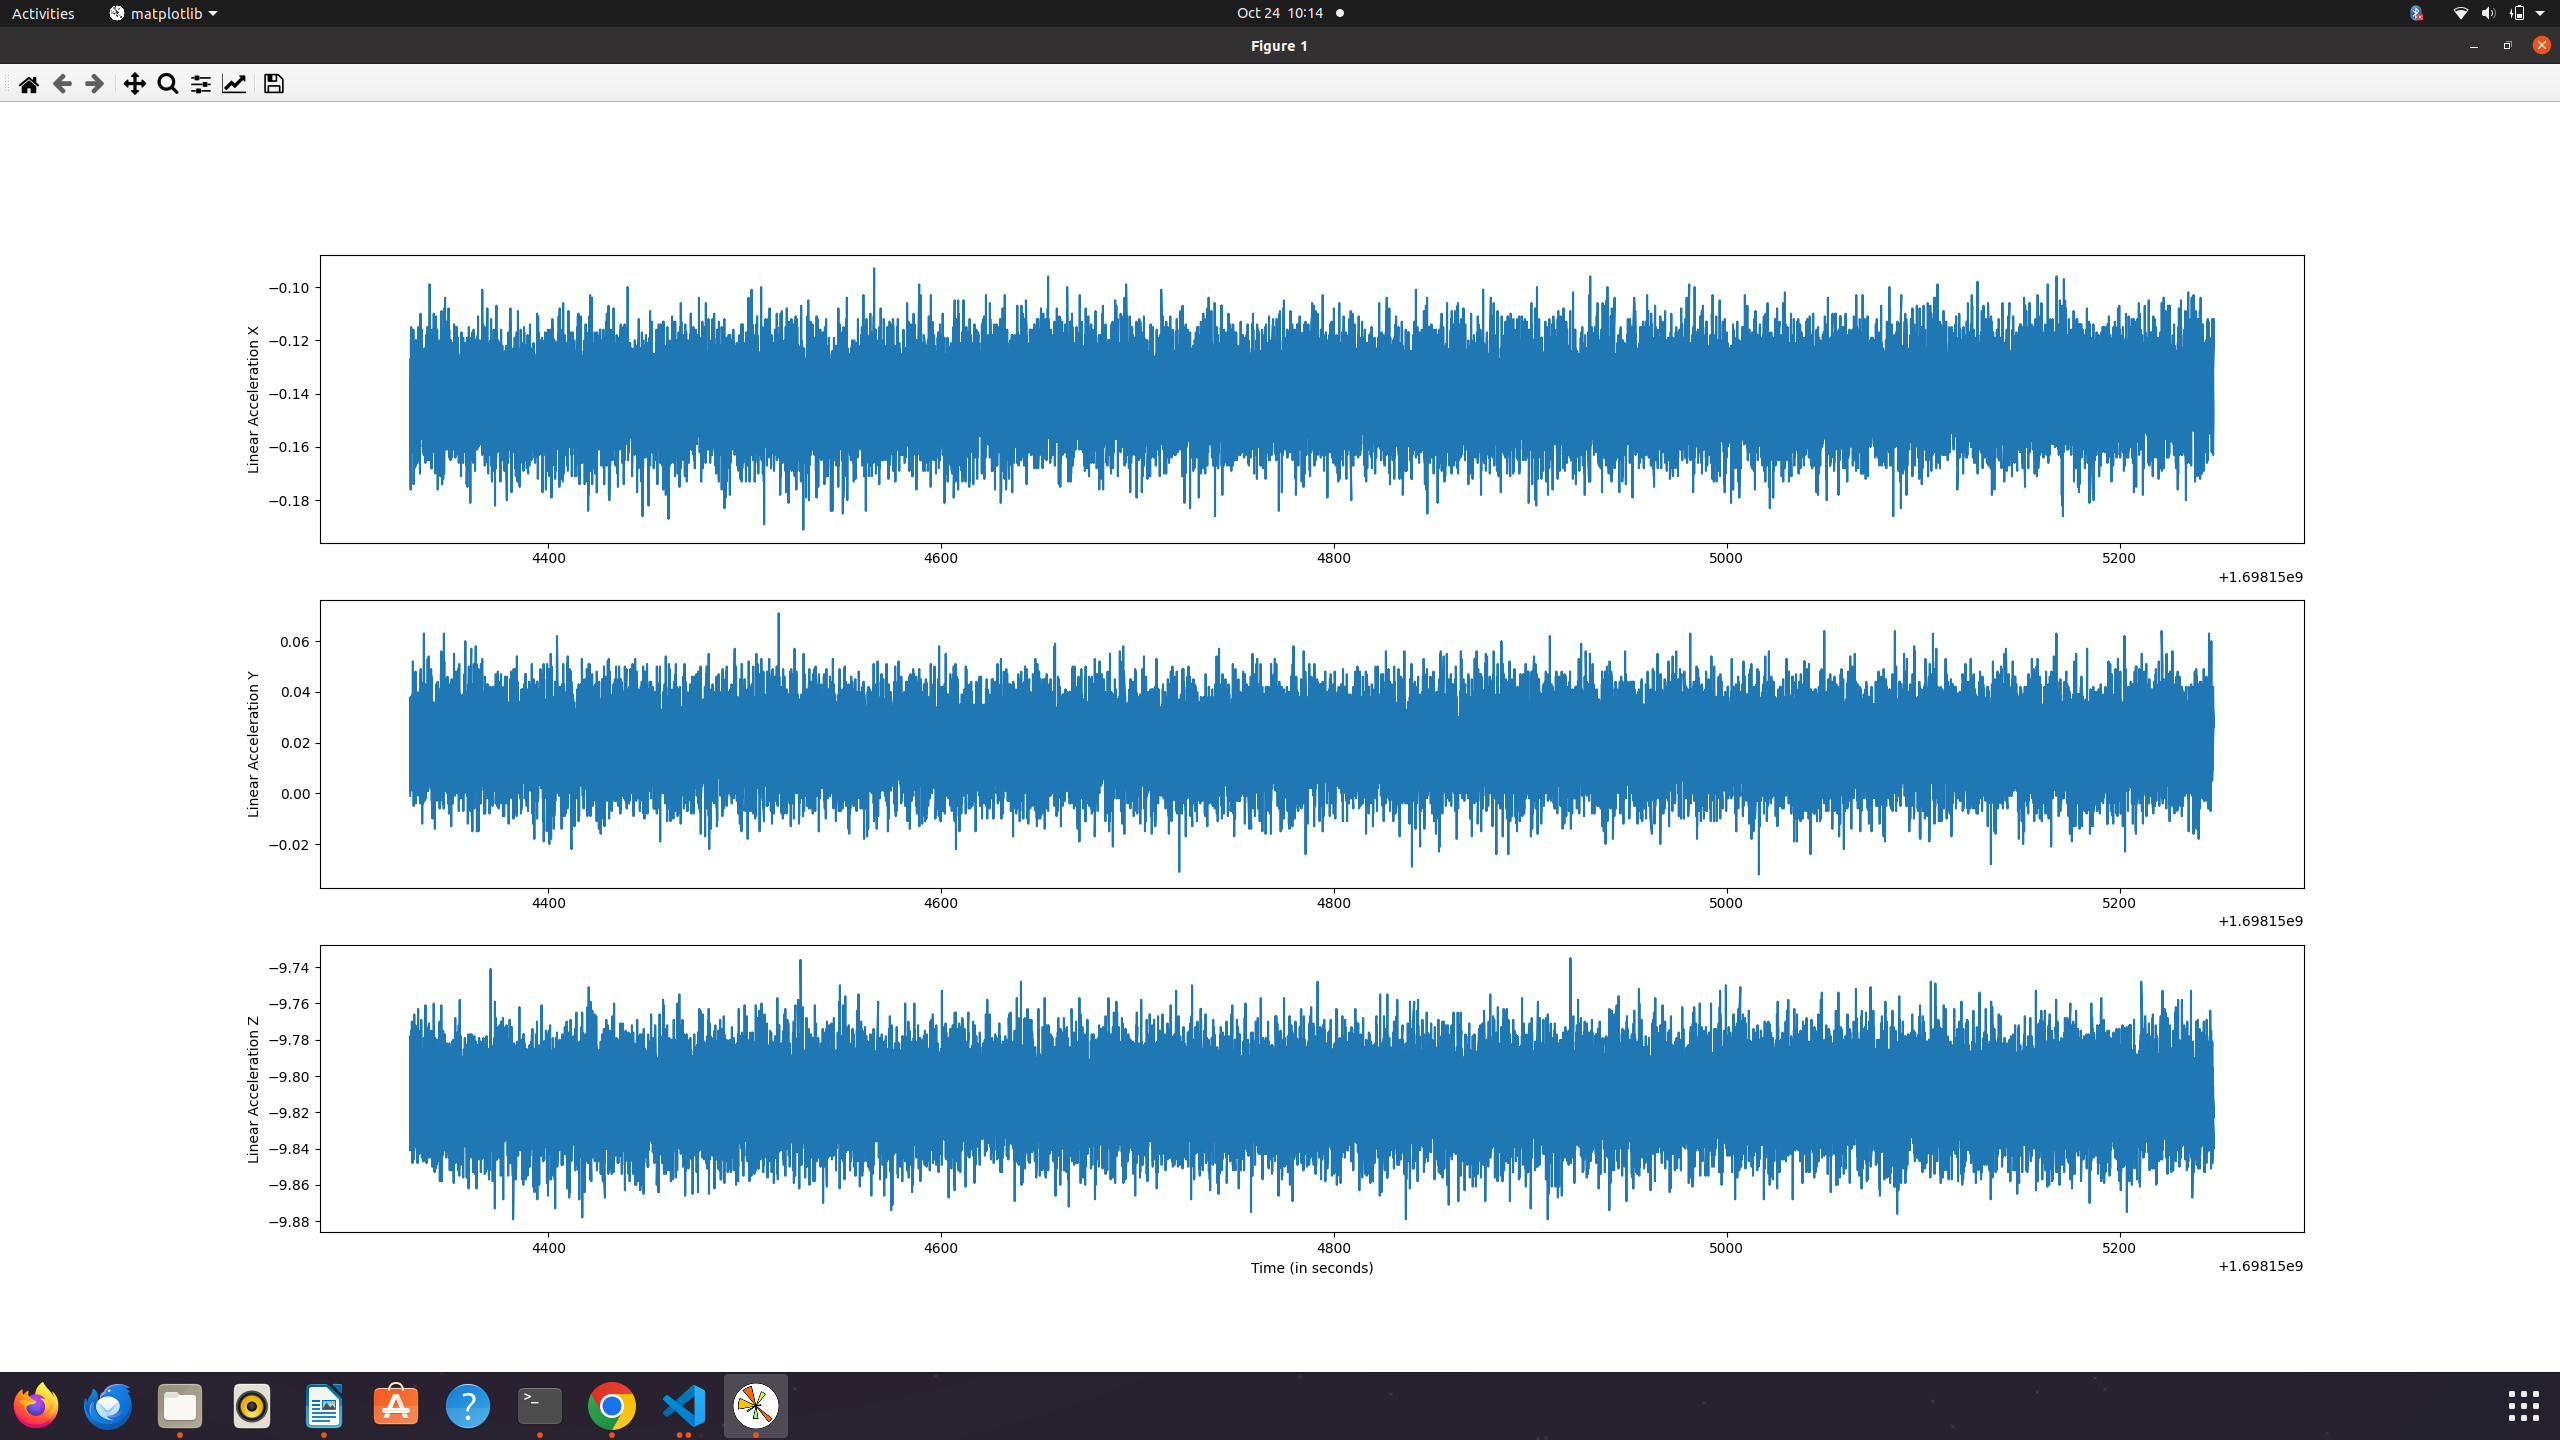 Activities matplotlib Oct 24 10:14
Figure 1
−0.10
−0.12
−0.14
−0.16
−0.18
Linear Acceleration X
4400 4600 4800 5000 5200
+1.69815e9
0.06
0.04
0.02
0.00
−0.02
Linear Acceleration Y
4400 4600 4800 5000 5200
+1.69815e9
−9.74
−9.76
−9.78
−9.80
−9.82
−9.84
−9.86
−9.88
Linear Acceleration Z
4400 4600 4800 5000 5200
Time (in seconds) +1.69815e9